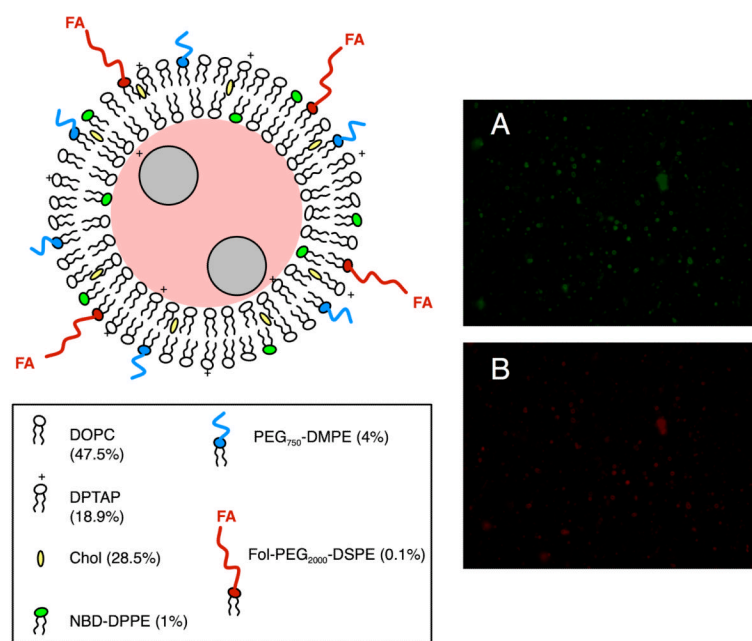 FA
FA
FA
FA
+
+
+
+
+
+
+
+
+
A
B
DOPC
(47.5%)
+
DPTAP
(18.9%)
Chol (28.5%)
NBD-DPPE (1%)
PEG₇₅₀-DMPE (4%)
FA
Fol-PEG₂₀₀₀-DSPE (0.1%)